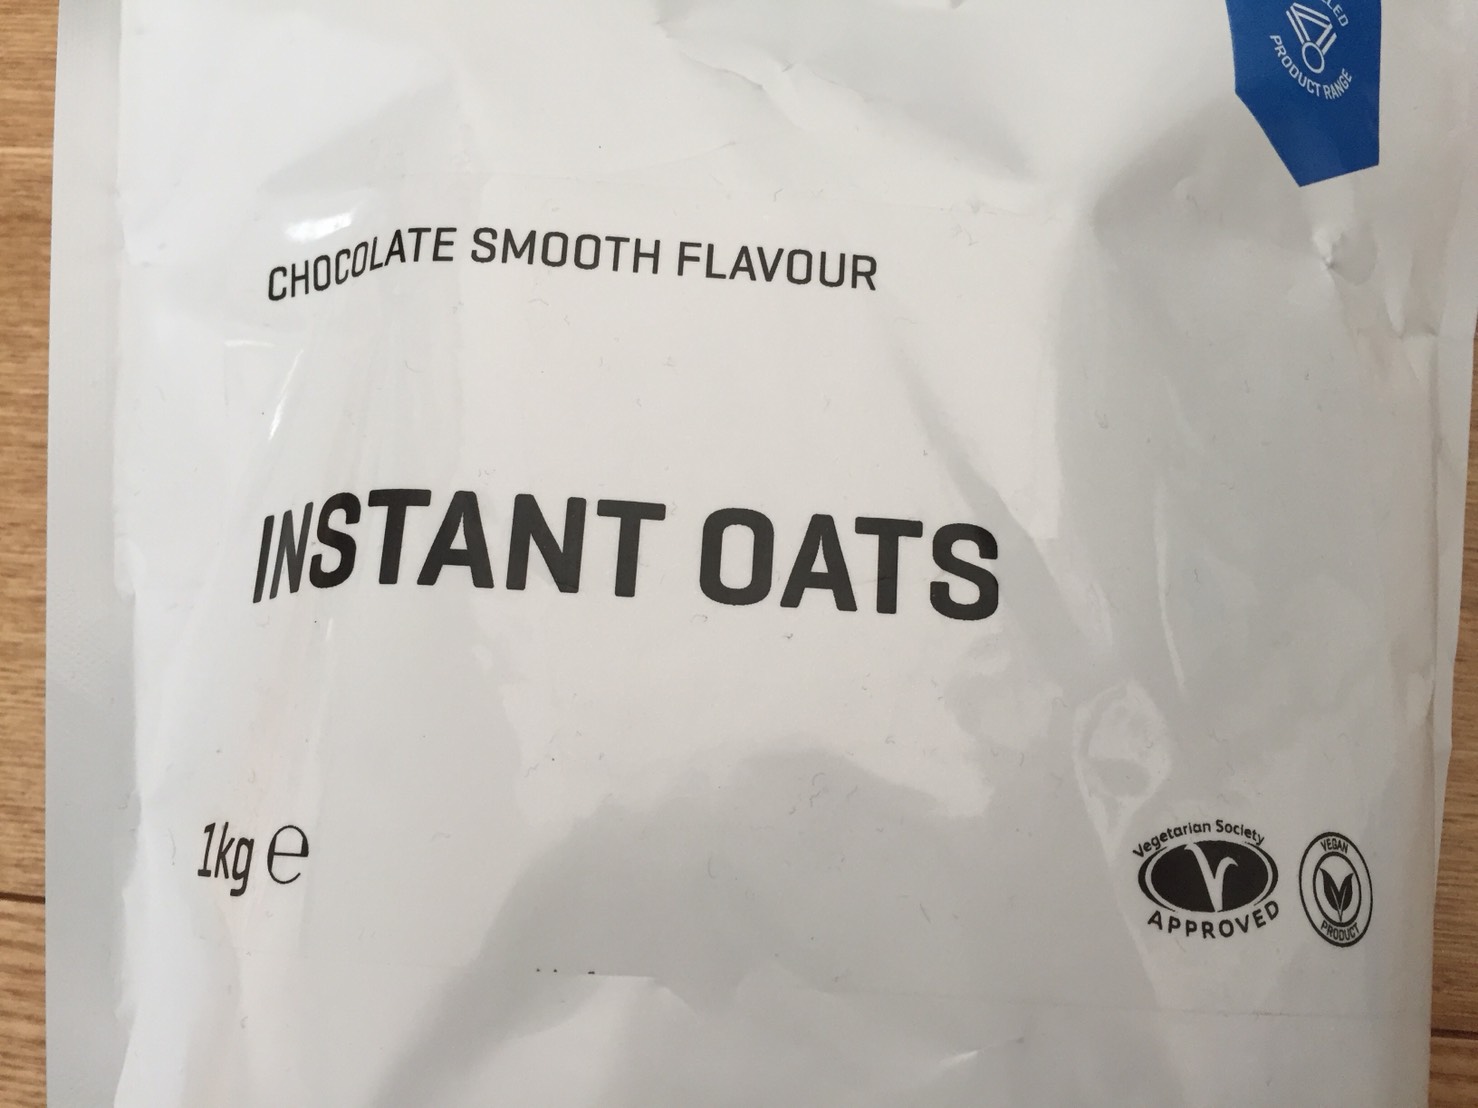 PRODUCT RANGE
CHOCOLATE SMOOTH FLAVOUR
INSTANT OATS
1kg e
Vegetarian Society
V
APPROVED
VEGAN
PRODUCT